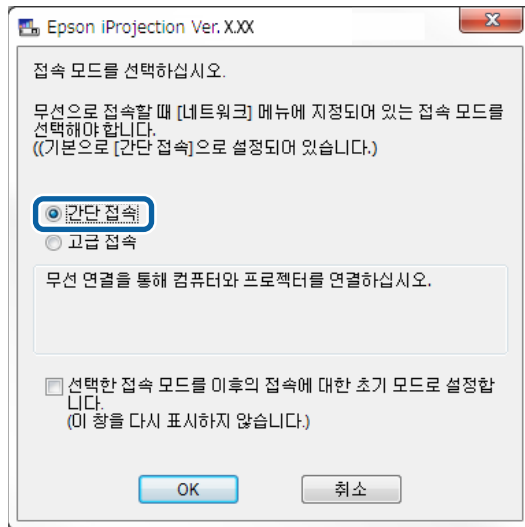 Epson iProjection Ver. X.XX
접속 모드를 선택하십시오.
무선으로 접속할 때 [네트워크] 메뉴에 지정되어 있는 접속 모드를
선택해야 합니다.
((기본으로 [간단 접속]으로 설정되어 있습니다.)
간단 접속
고급 접속
무선 연결을 통해 컴퓨터와 프로젝터를 연결하십시오.
선택한 접속 모드를 이후의 접속에 대한 초기 모드로 설정합
니다.
(이 창을 다시 표시하지 않습니다.)
OK 취소